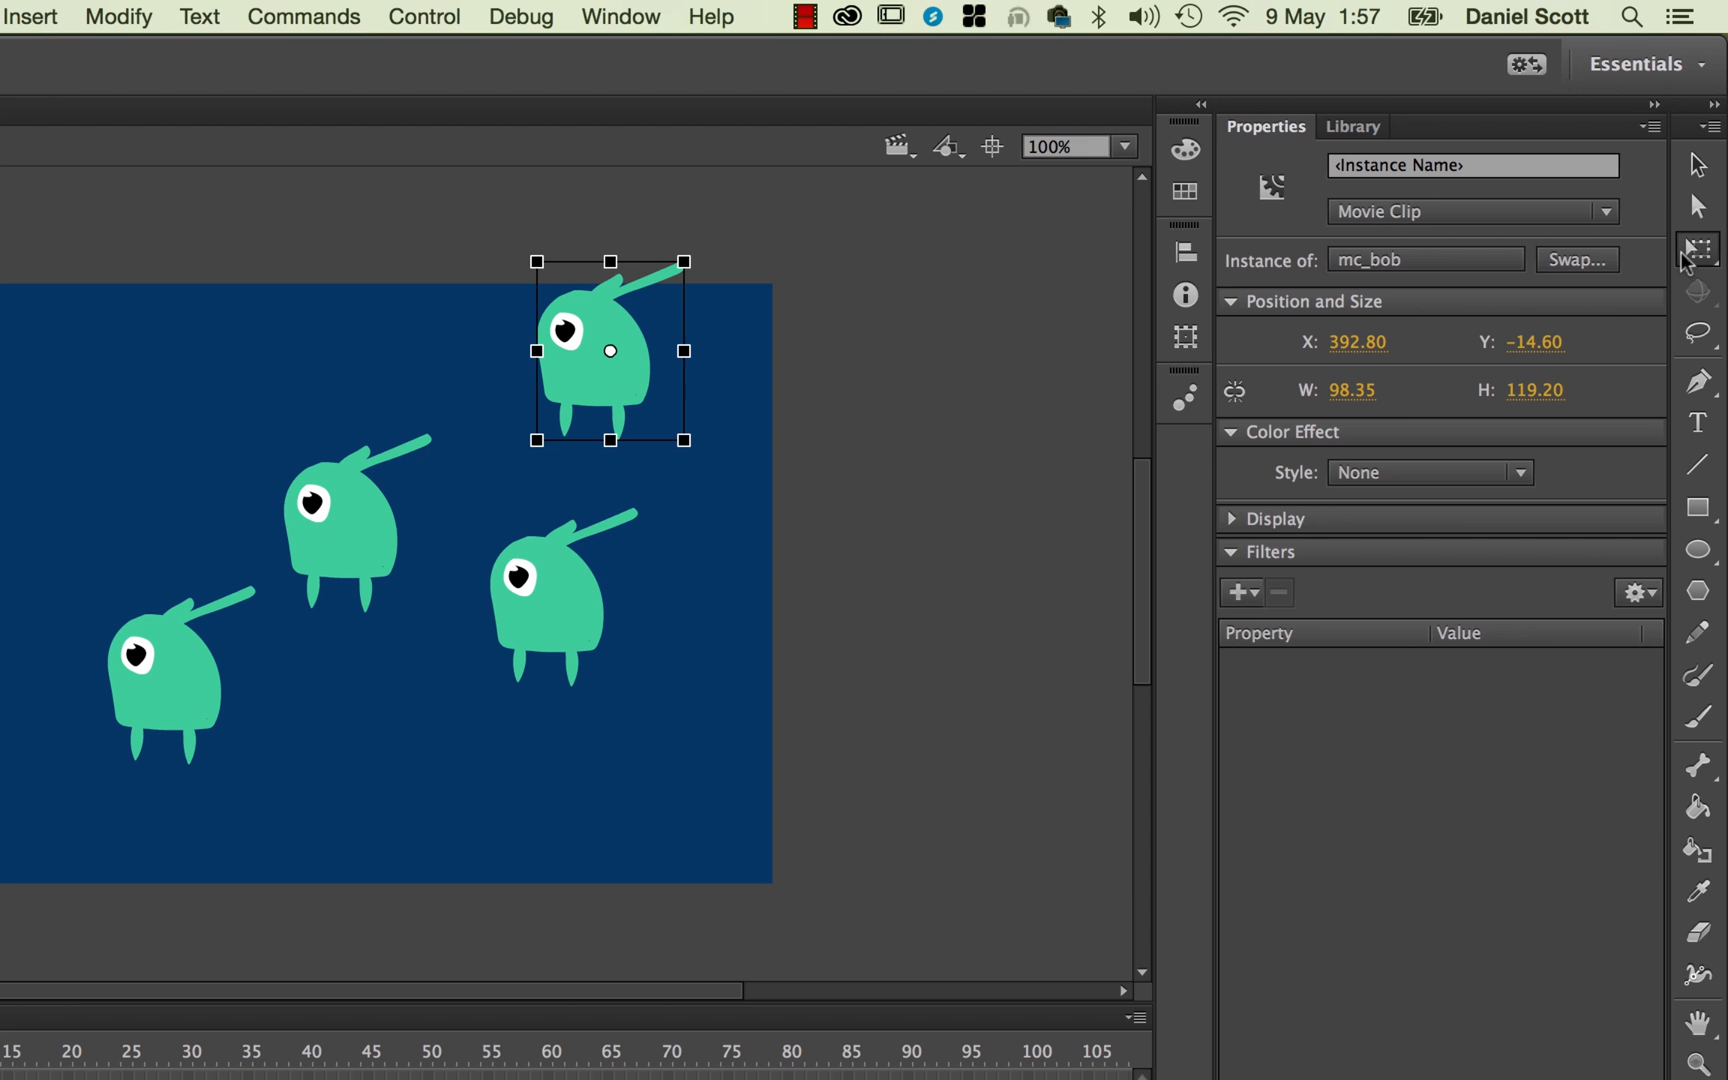 Insert Modify Text Commands Control Debug Window Help 9 May 1:57 Daniel Scott
Essentials
Properties Library
100%
‹Instance Name›
Movie Clip
Instance of: mc_bob Swap...
Position and Size
X: 392.80 Y: -14.60
W: 98.35 H: 119.20
Color Effect
Style: None
Display
Filters
Property Value
15 20 25 30 35 40 45 50 55 60 65 70 75 80 85 90 95 100 105